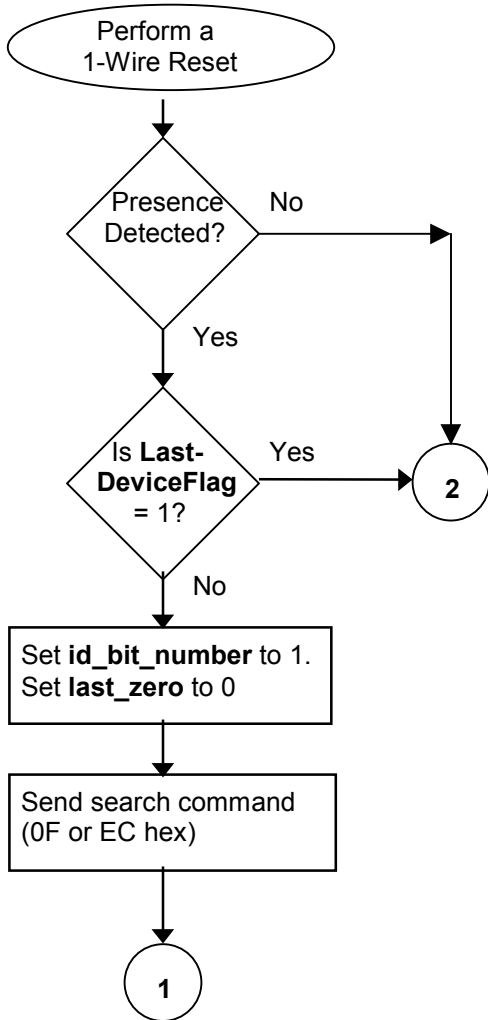 Perform a
1-Wire Reset
Presence
Detected?
No
Yes
Is Last-
DeviceFlag
= 1?
Yes
2
No
Set id_bit_number to 1.
Set last_zero to 0
Send search command
(0F or EC hex)
1